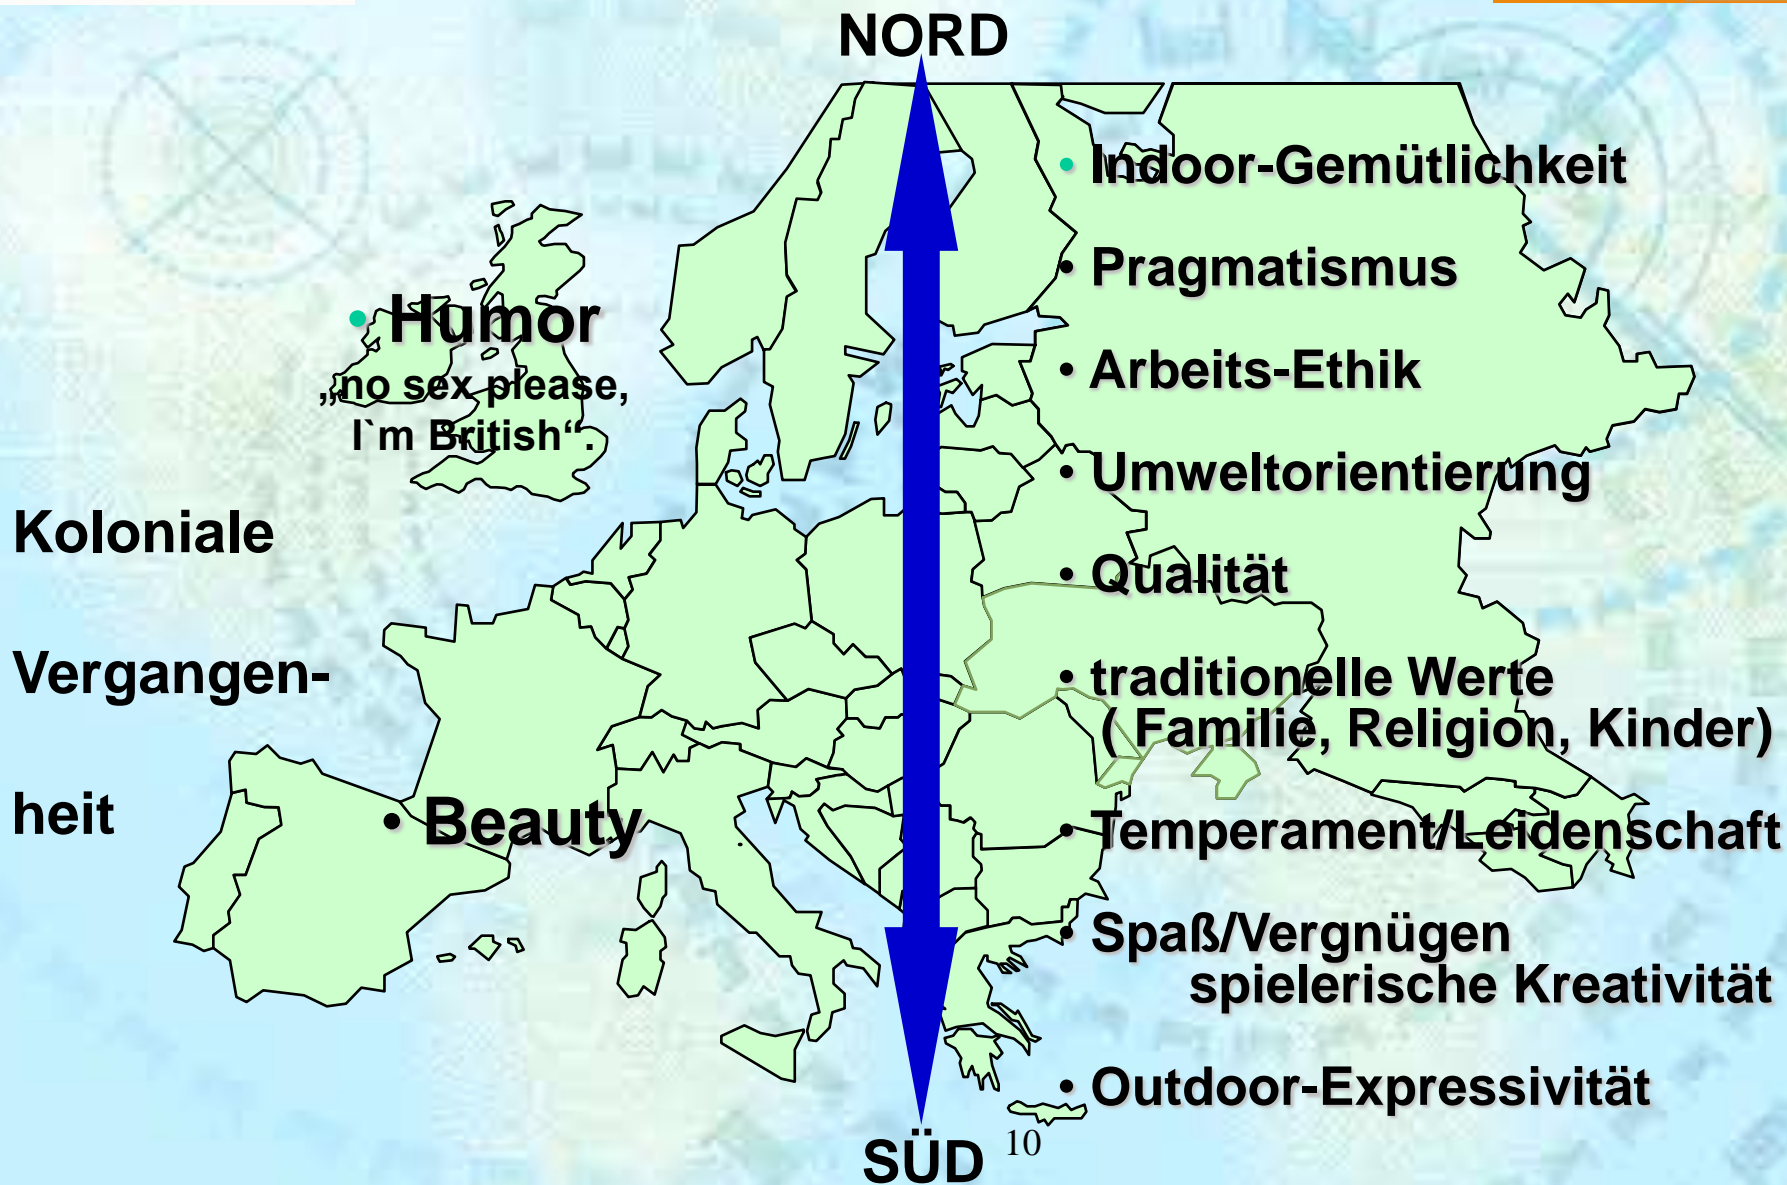 NORD
• Indoor-Gemütlichkeit
• Pragmatismus
• Humor
„no sex please,
I`m British“.
• Arbeits-Ethik
• Umweltorientierung
Koloniale
• Qualität
Vergangen-
• traditionelle Werte
( Familie, Religion, Kinder)
heit
• Beauty
• Temperament/Leidenschaft
• Spaß/Vergnügen
spielerische Kreativität
• Outdoor-Expressivität
SÜD
10